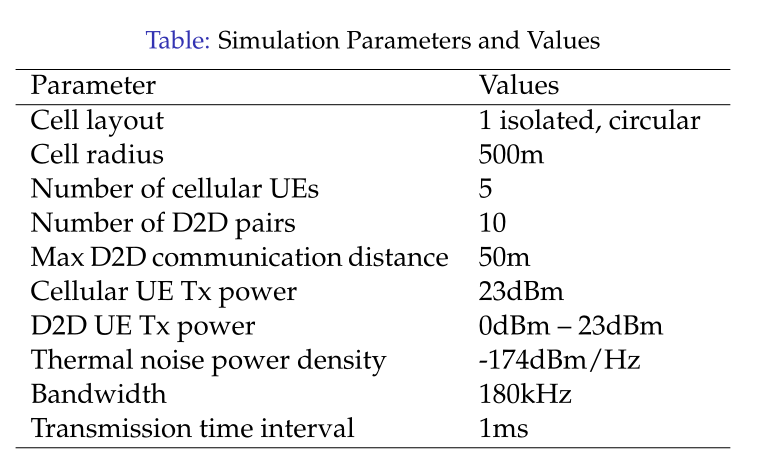 Table: Simulation Parameters and Values
Parameter Values
Cell layout 1 isolated, circular
Cell radius 500m
Number of cellular UEs 5
Number of D2D pairs 10
Max D2D communication distance 50m
Cellular UE Tx power 23dBm
D2D UE Tx power 0dBm – 23dBm
Thermal noise power density -174dBm/Hz
Bandwidth 180kHz
Transmission time interval 1ms